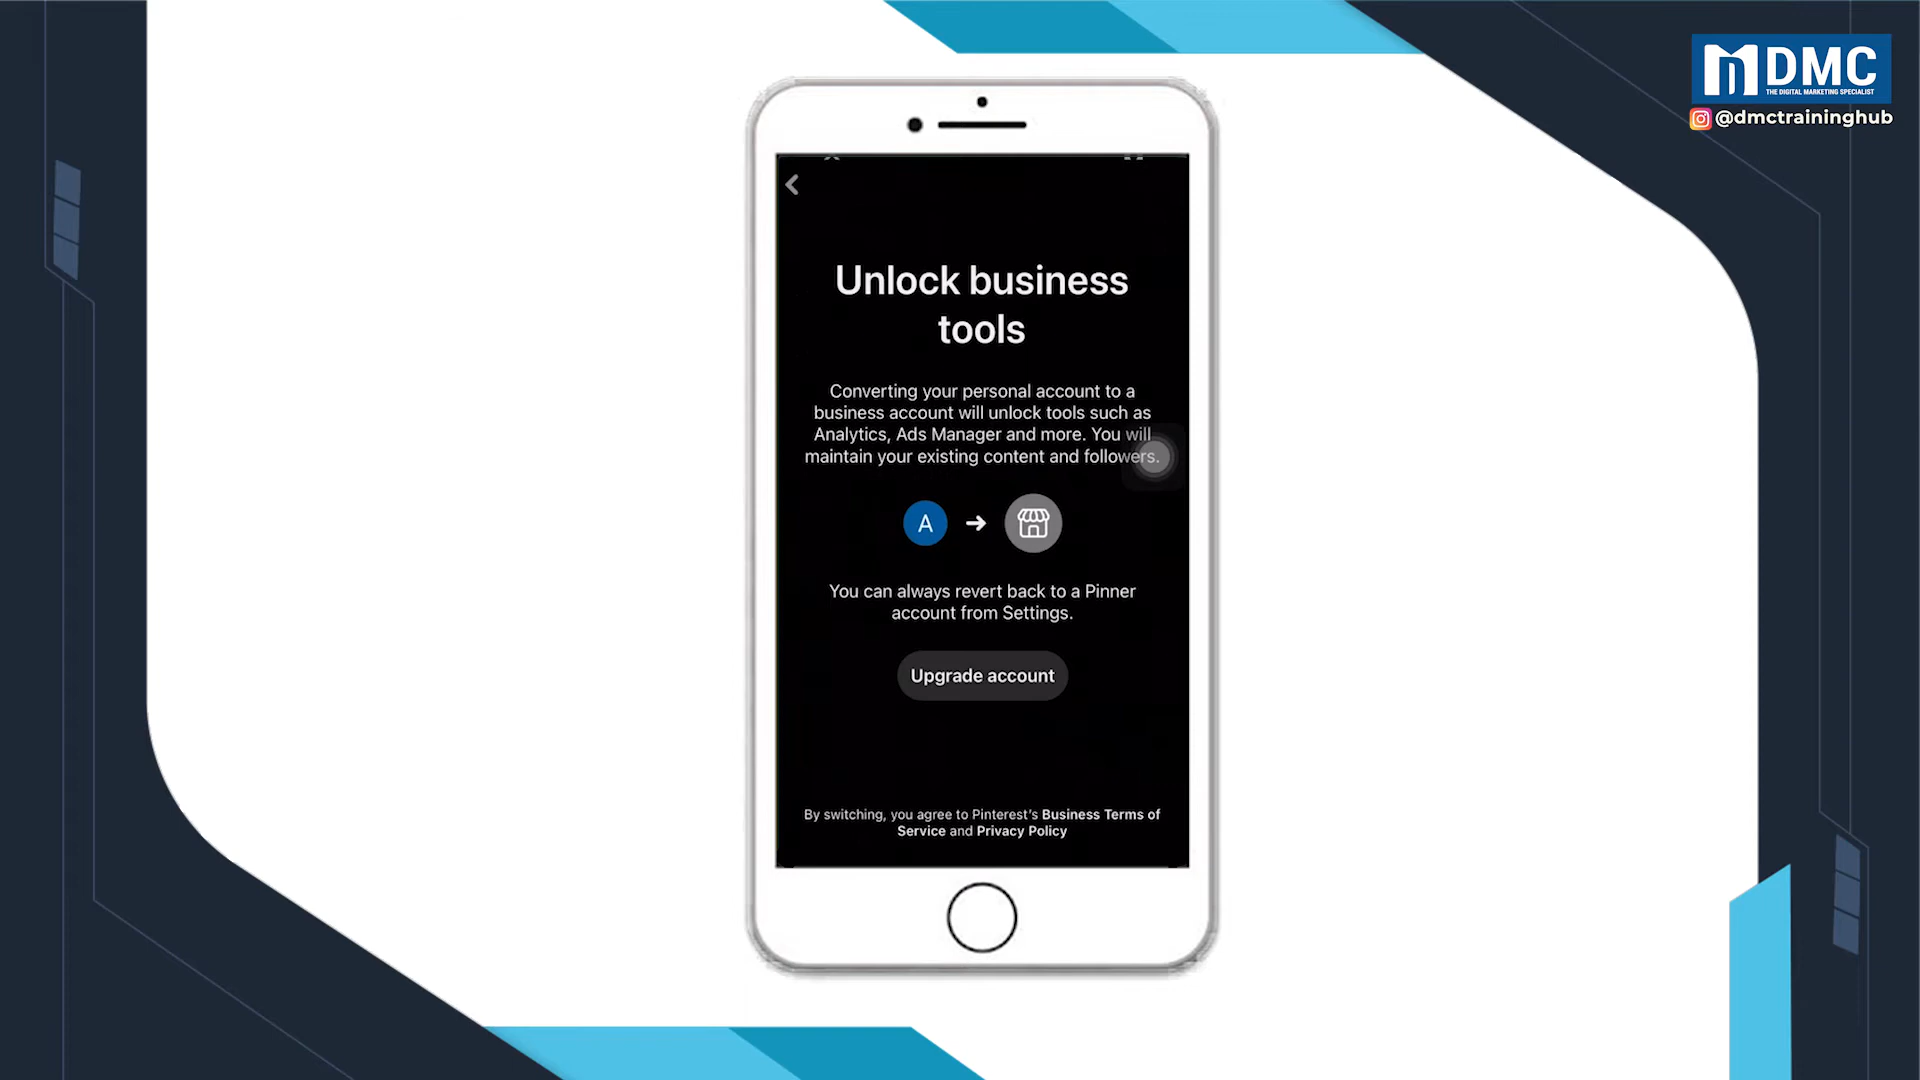 DMC
THE DIGITAL MARKETING SPECIALIST
@dmctraininghub
Unlock business
tools
Converting your personal account to a
business account will unlock tools such as
Analytics, Ads Manager and more. You will
maintain your existing content and followers.
A
You can always revert back to a Pinner
account from Settings.
Upgrade account
By switching, you agree to Pinterest's Business Terms of
Service and Privacy Policy